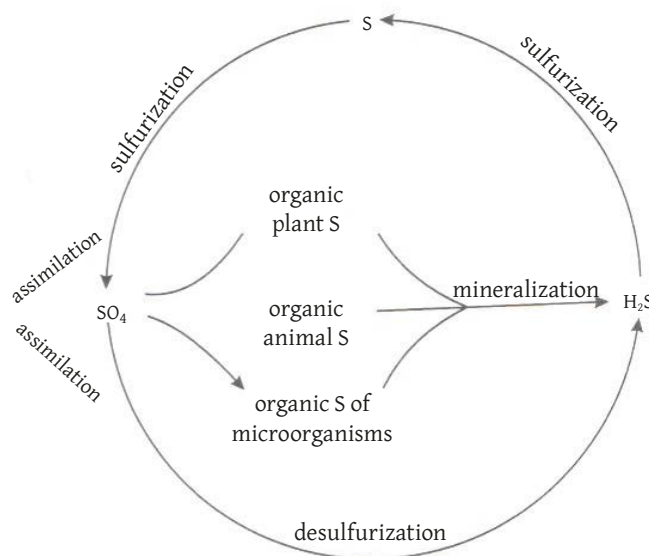 S
sulfurization
sulfurization
organic
plant S
assimilation
mineralization
SO₄
organic
animal S
H₂S
assimilation
organic S of
microorganisms
desulfurization